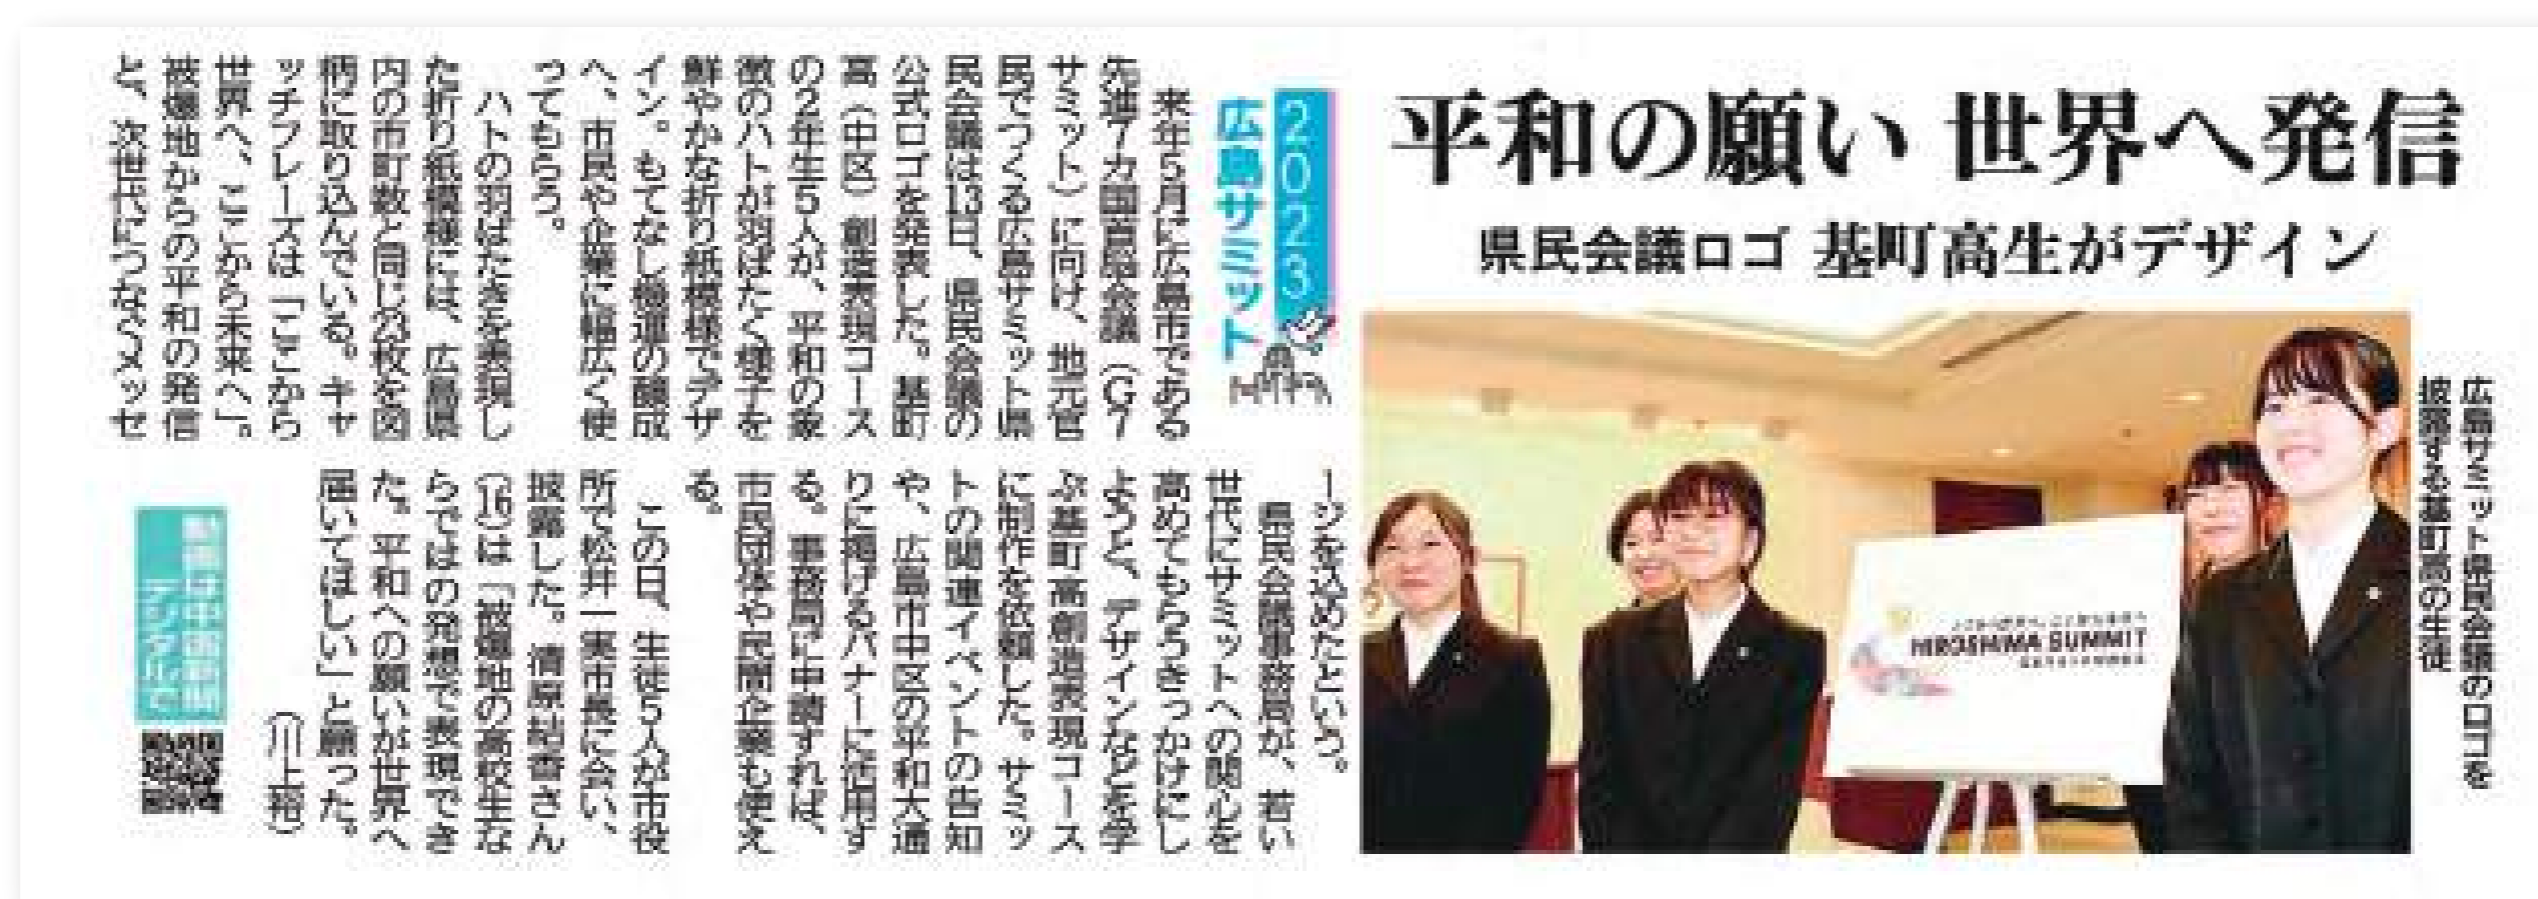 平和の願い 世界へ発信
県民会議ロゴ 基町高生がデザイン
2023
広島サミット
来年5月に広島市である
先進7カ国首脳会議（G7
サミット）に向け、地元官
民でつくる広島サミット県
民会議は13日、県民会議の
公式ロゴを発表した。基町
高（中区）創造表現コース
の2年生5人が、平和の象
徴のハトが羽ばたく様子を
鮮やかな折り紙模様でデザ
イン。もてなし機運の醸成
へ、市民や企業に幅広く使
ってもらう。
ハトの羽ばたきを表現し
た折り紙模様には、広島県
内の市町数と同じ23枚を図
柄に取り込んでいる。キャ
ッチフレーズは「ここから
世界へ、ここから未来へ」。
被爆地からの平和の発信
と、次世代につなぐメッセ
ージを込めたという。
県民会議事務局が、若い
世代にサミットへの関心を
高めてもらうきっかけにし
ようと、デザインなどを学
ぶ基町高創造表現コース
に制作を依頼した。サミッ
トの関連イベントの告知
や、広島市中区の平和大通
りに掲げるバナーに活用す
る。事務局に申請すれば、
市民団体や民間企業も使え
る。
この日、生徒5人が市役
所で松井一実市長に会い、
披露した。清原結香さん
(16)は「被爆地の高校生な
らではの発想で表現でき
た。平和への願いが世界へ
届いてほしい」と願った。
（川上裕）
動画は中国新聞
デジタルで
広島サミット県民会議のロゴを
披露する基町高の生徒
HIROSHIMA SUMMIT